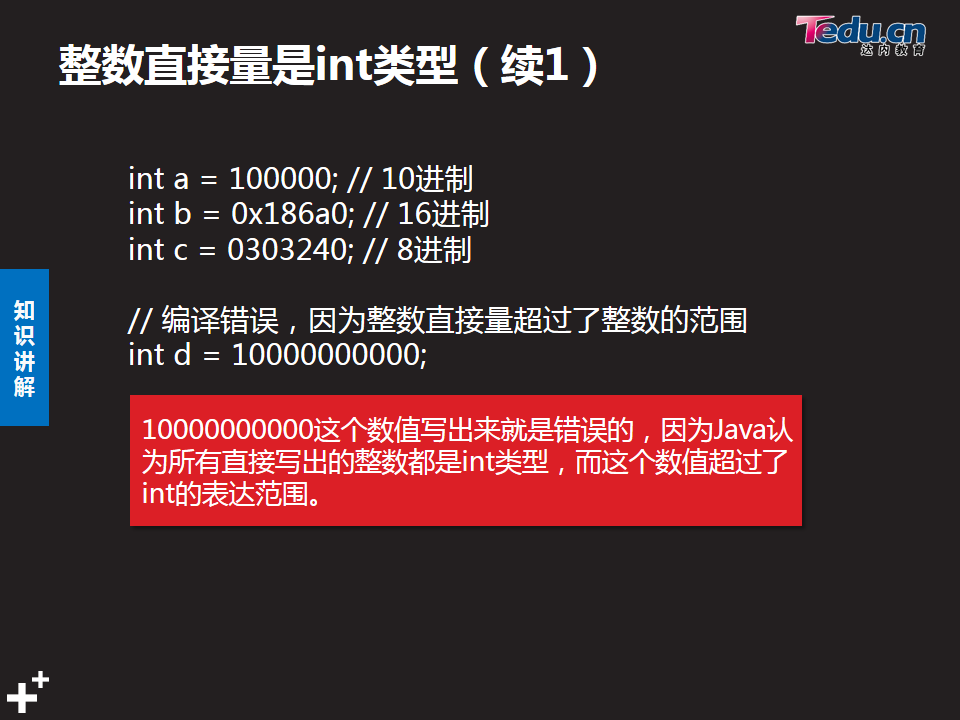 Tedu.cn
达内教育
整数直接量是int类型（续1）
int a = 100000; // 10进制
int b = 0x186a0; // 16进制
int c = 0303240; // 8进制
// 编译错误，因为整数直接量超过了整数的范围
int d = 10000000000;
知识讲解
10000000000这个数值写出来就是错误的，因为Java认
为所有直接写出的整数都是int类型，而这个数值超过了
int的表达范围。